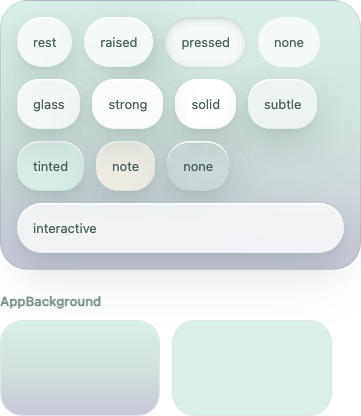 rest raised pressed none
glass strong solid subtle
tinted note none
interactive
AppBackground